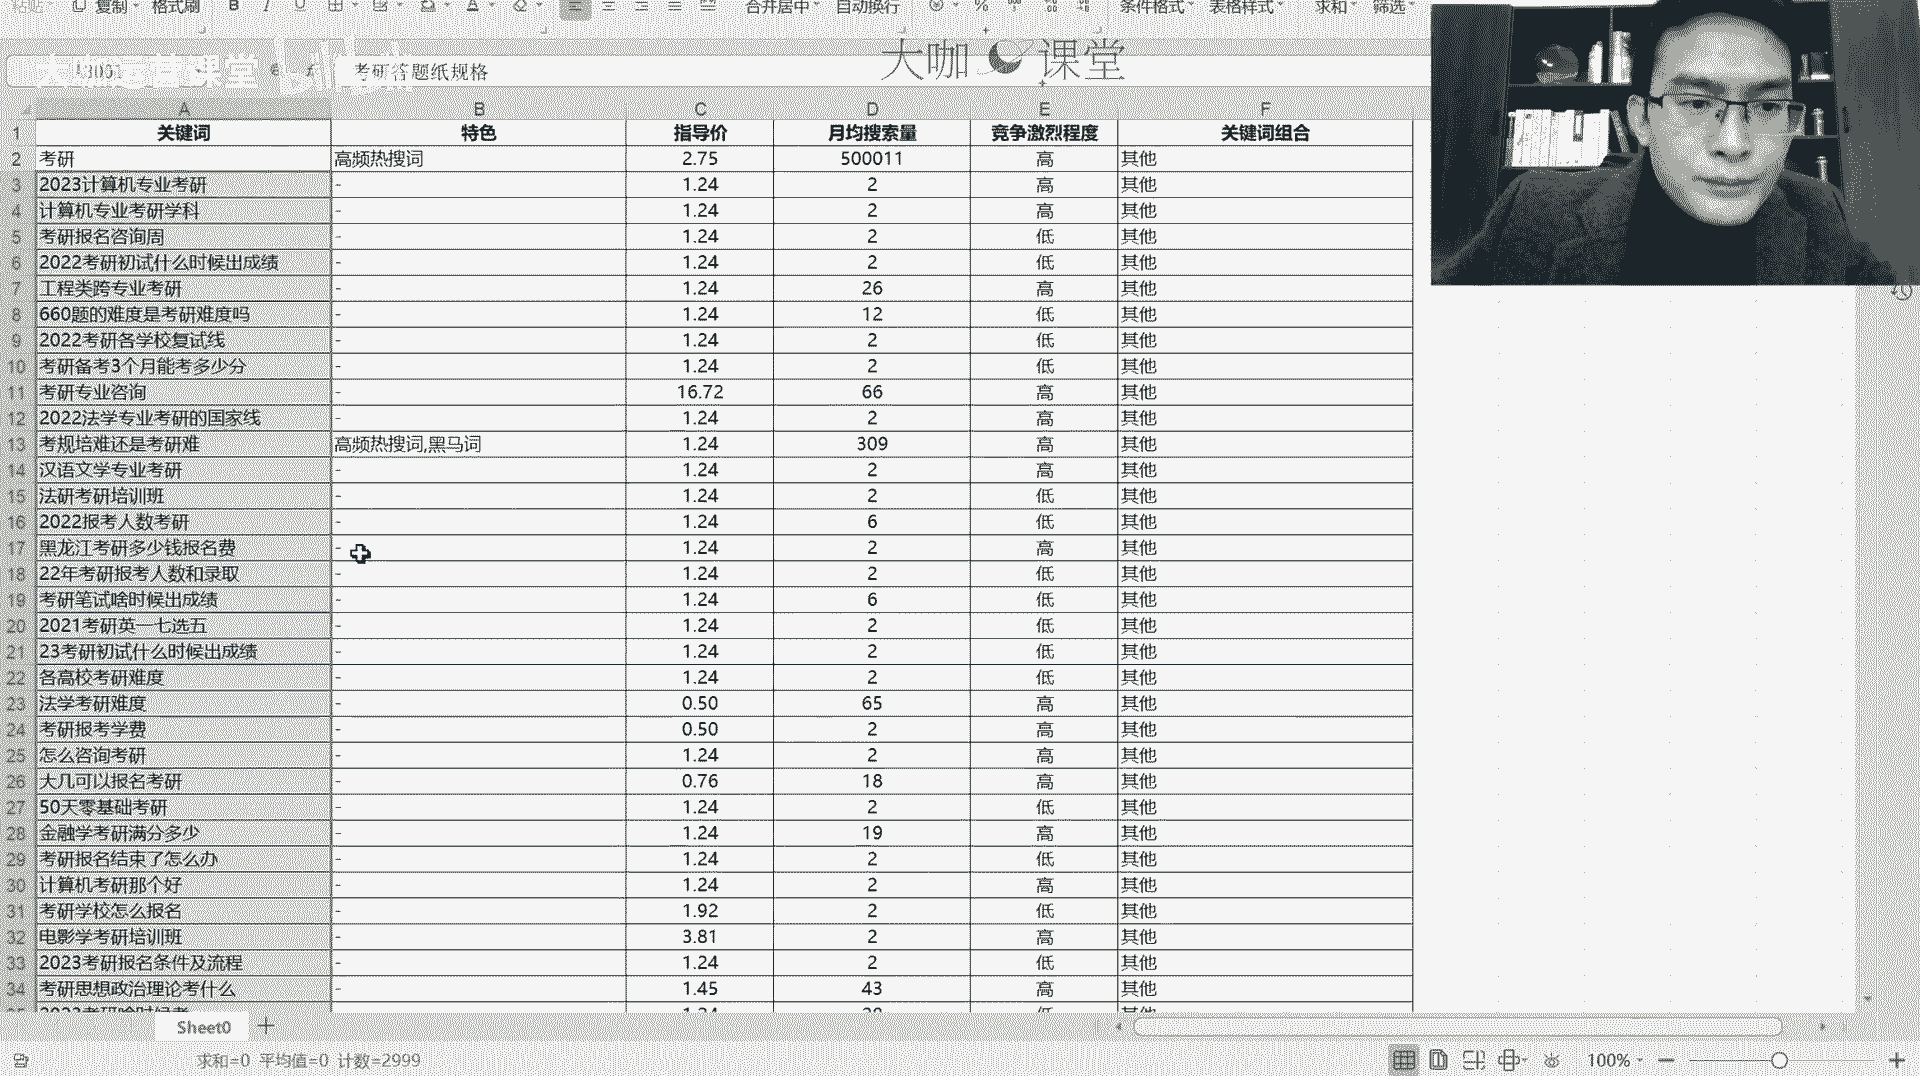 复制 格式刷 B I U A 合并居中 自动换行 % 条件格式 表格样式 求和 筛选
大咖运营课堂 bilibili
考研答题纸规格
大咖 课堂
A B C D E F
1 关键词 特色 指导价 月均搜索量 竞争激烈程度 关键词组合
2 考研 高频热搜词 2.75 500011 高 其他
3 2023计算机专业考研 - 1.24 2 高 其他
4 计算机专业考研学科 - 1.24 2 高 其他
5 考研报名咨询周 - 1.24 2 低 其他
6 2022考研初试什么时候出成绩 - 1.24 2 低 其他
7 工程类跨专业考研 - 1.24 26 高 其他
8 660题的难度是考研难度吗 - 1.24 12 低 其他
9 2022考研各学校复试线 - 1.24 2 低 其他
10 考研备考3个月能考多少分 - 1.24 2 低 其他
11 考研专业咨询 - 16.72 66 高 其他
12 2022法学专业考研的国家线 - 1.24 2 高 其他
13 考规培难还是考研难 高频热搜词,黑马词 1.24 309 高 其他
14 汉语文学专业考研 - 1.24 2 高 其他
15 法研考研培训班 - 1.24 2 低 其他
16 2022报考人数考研 - 1.24 6 低 其他
17 黑龙江考研多少钱报名费 - 1.24 2 高 其他
18 22年考研报考人数和录取 - 1.24 2 低 其他
19 考研笔试啥时候出成绩 - 1.24 6 低 其他
20 2021考研英一七选五 - 1.24 2 低 其他
21 23考研初试什么时候出成绩 - 1.24 2 低 其他
22 各高校考研难度 - 1.24 2 低 其他
23 法学考研难度 - 0.50 65 高 其他
24 考研报考学费 - 0.50 2 高 其他
25 怎么咨询考研 - 1.24 2 高 其他
26 大几可以报名考研 - 0.76 18 高 其他
27 50天零基础考研 - 1.24 2 低 其他
28 金融学考研满分多少 - 1.24 19 高 其他
29 考研报名结束了怎么办 - 1.24 2 低 其他
30 计算机考研那个好 - 1.24 2 高 其他
31 考研学校怎么报名 - 1.92 2 低 其他
32 电影学考研培训班 - 3.81 2 高 其他
33 2023考研报名条件及流程 - 1.24 2 低 其他
34 考研思想政治理论考什么 - 1.45 43 高 其他
Sheet0
求和=0 平均值=0 计数=2999
100%